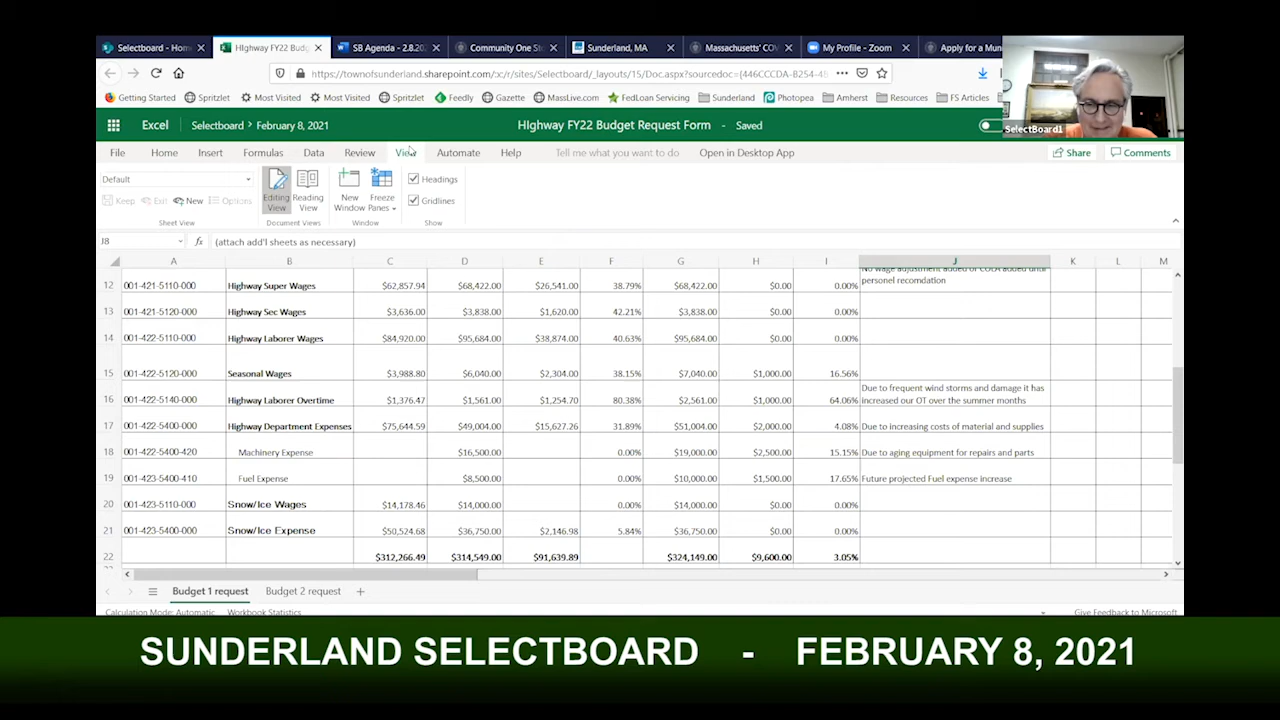 Selectboard - Hom
HIghway FY22 Budg
SB Agenda - 2.8.20
Community One Sto
Sunderland, MA
Massachusetts' COV
My Profile - Zoom
Apply for a Mun
https://townofsunderland.sharepoint.com/:x:/r/sites/Selectboard/_layouts/15/Doc.aspx?sourcedoc={446CCCDA-B254-45
Getting Started Spritzlet Most Visited Most Visited Spritzlet Feedly Gazette MassLive.com FedLoan Servicing Sunderland Photopea Amherst Resources FS Articles
SelectBoard1
Excel Selectboard > February 8, 2021 HIghway FY22 Budget Request Form - Saved
File Home Insert Formulas Data Review View Automate Help Tell me what you want to do Open in Desktop App Share Comments
Default
Keep Exit New Options
Sheet View
Editing View
Reading View
Document Views
New Window
Freeze Panes
Window
Headings
Gridlines
Show
J8 fx (attach add'l sheets as necessary)
A B C D E F G H I J K L M
No wage adjustment added or COLA added until
personel recomdation
12 001-421-5110-000 Highway Super Wages $62,857.94 $68,422.00 $26,541.00 38.79% $68,422.00 $0.00 0.00%
13 001-421-5120-000 Highway Sec Wages $3,636.00 $3,838.00 $1,620.00 42.21% $3,838.00 $0.00 0.00%
14 001-422-5110-000 Highway Laborer Wages $84,920.00 $95,684.00 $38,874.00 40.63% $95,684.00 $0.00 0.00%
15 001-422-5120-000 Seasonal Wages $3,988.80 $6,040.00 $2,304.00 38.15% $7,040.00 $1,000.00 16.56%
Due to frequent wind storms and damage it has
16 001-422-5140-000 Highway Laborer Overtime $1,376.47 $1,561.00 $1,254.70 80.38% $2,561.00 $1,000.00 64.06% increased our OT over the summer months
17 001-422-5400-000 Highway Department Expenses $75,644.59 $49,004.00 $15,627.26 31.89% $51,004.00 $2,000.00 4.08% Due to increasing costs of material and supplies
18 001-422-5400-420 Machinery Expense $16,500.00 0.00% $19,000.00 $2,500.00 15.15% Due to aging equipment for repairs and parts
19 001-423-5400-410 Fuel Expense $8,500.00 0.00% $10,000.00 $1,500.00 17.65% Future projected Fuel expense increase
20 001-423-5110-000 Snow/Ice Wages $14,178.46 $14,000.00 0.00% $14,000.00 $0.00 0.00%
21 001-423-5400-000 Snow/Ice Expense $50,524.68 $36,750.00 $2,146.98 5.84% $36,750.00 $0.00 0.00%
22 $312,266.49 $314,549.00 $91,639.89 $324,149.00 $9,600.00 3.05%
Budget 1 request Budget 2 request
Calculation Mode: Automatic Workbook Statistics Give Feedback to Microsoft
SUNDERLAND SELECTBOARD - FEBRUARY 8, 2021